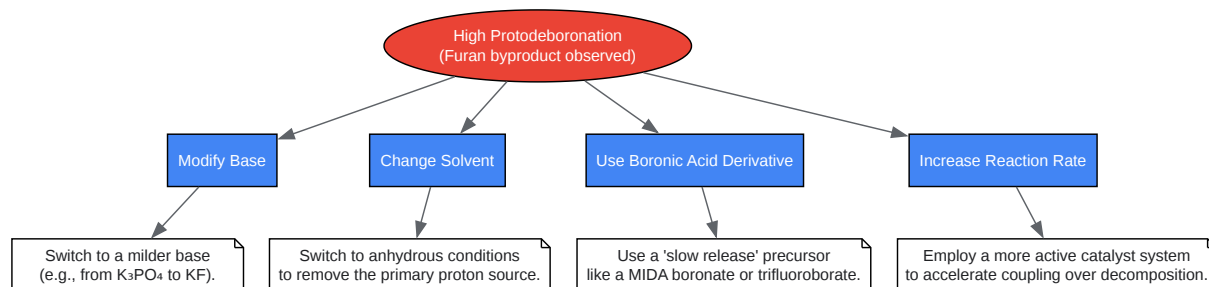 High Protodeboronation
(Furan byproduct observed)
Modify Base
Change Solvent
Use Boronic Acid Derivative
Increase Reaction Rate
Switch to a milder base
(e.g., from K₃PO₄ to KF).
Switch to anhydrous conditions
to remove the primary proton source.
Use a 'slow release' precursor
like a MIDA boronate or trifluoroborate.
Employ a more active catalyst system
to accelerate coupling over decomposition.